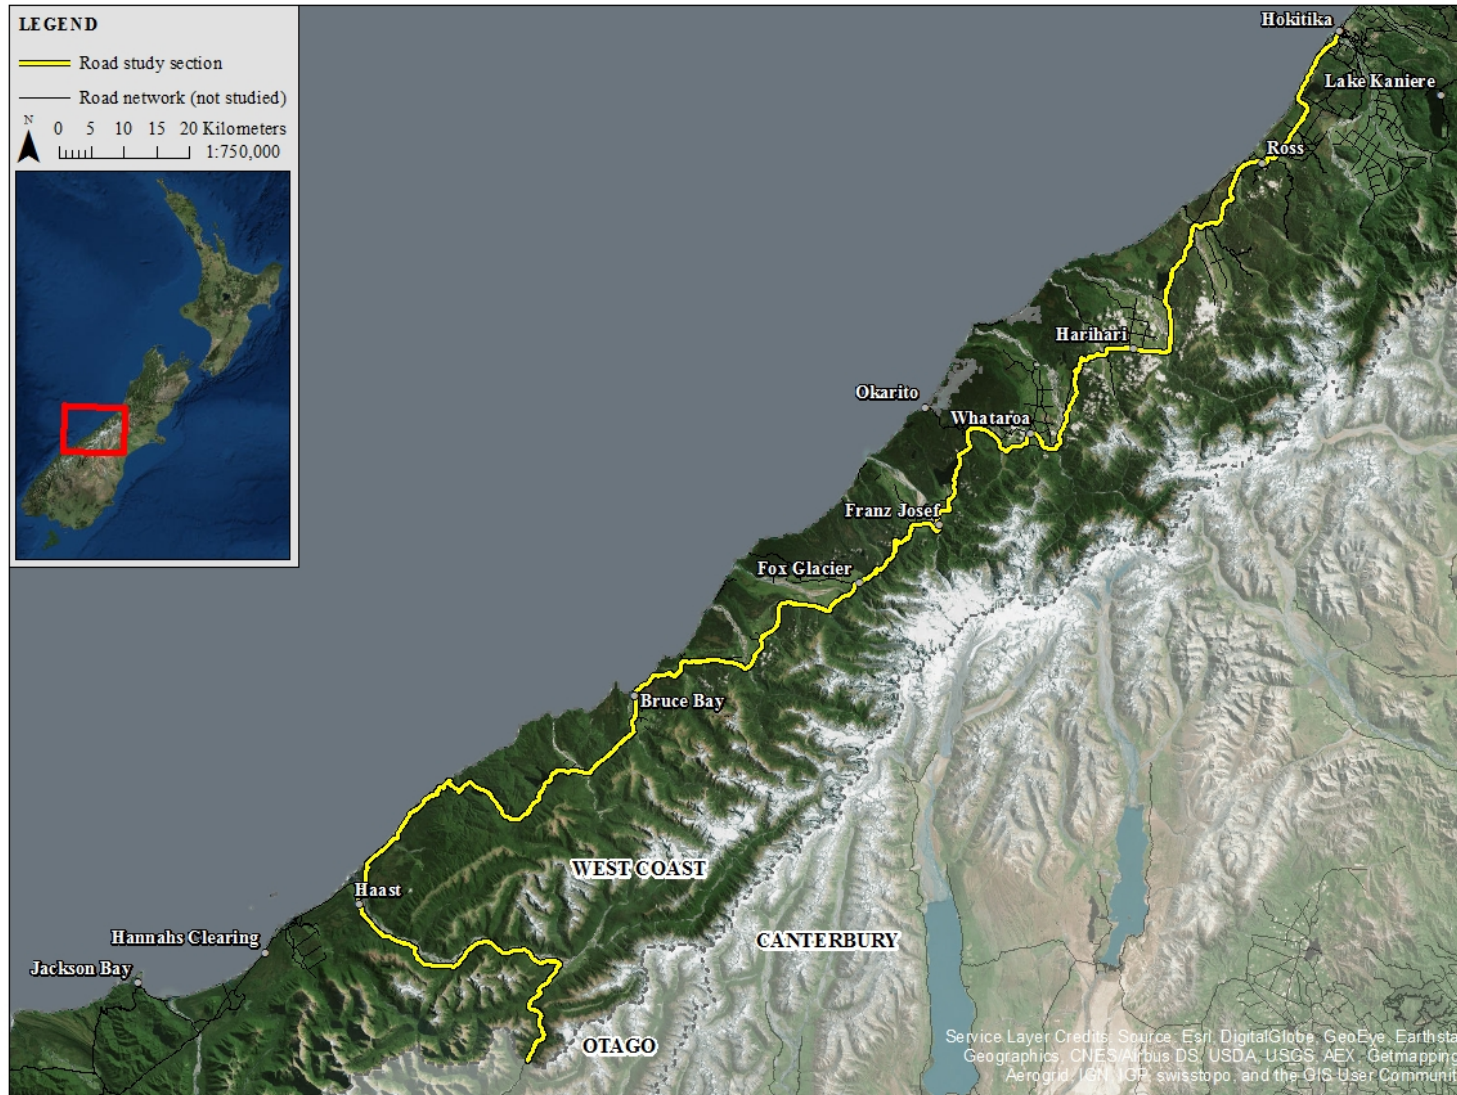 LEGEND
Road study section
Road network (not studied)
N
0 5 10 15 20 Kilometers
1:750,000
Hokitika
Lake Kaniere
Ross
Harihari
Okarito
Whataroa
Franz Josef
Fox Glacier
Bruce Bay
WEST COAST
Haast
CANTERBURY
Hannahs Clearing
Jackson Bay
OTAGO
Service Layer Credits: Source: Esri, DigitalGlobe, GeoEye, Earthsta
Geographics, CNES/Airbus DS, USDA, USGS, AEX, Getmapping
Aerogrid, IGN, IGP, swisstopo, and the GIS User Communit